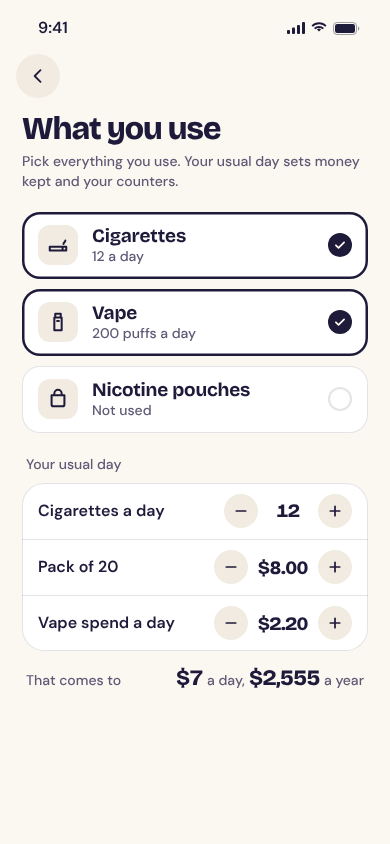 9:41
What you use
Pick everything you use. Your usual day sets money
kept and your counters.
Cigarettes
12 a day
Vape
200 puffs a day
Nicotine pouches
Not used
Your usual day
Cigarettes a day − 12 +
Pack of 20 − $8.00 +
Vape spend a day − $2.20 +
That comes to $7 a day, $2,555 a year